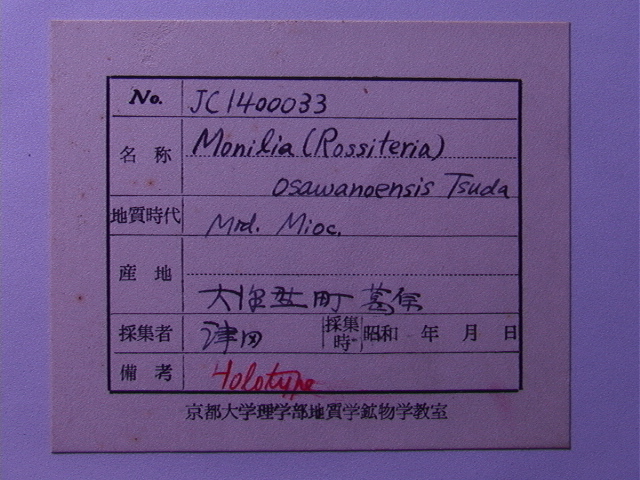 No. JC1400033
名称 Monilia (Rossiteria)
osawanoensis Tsuda
地質時代 Mrd. Mioc.
産地
大沢野町 葛原
採集者 津田 採集時 昭和 年 月 日
備考 Holotype
京都大学理学部地質学鉱物学教室